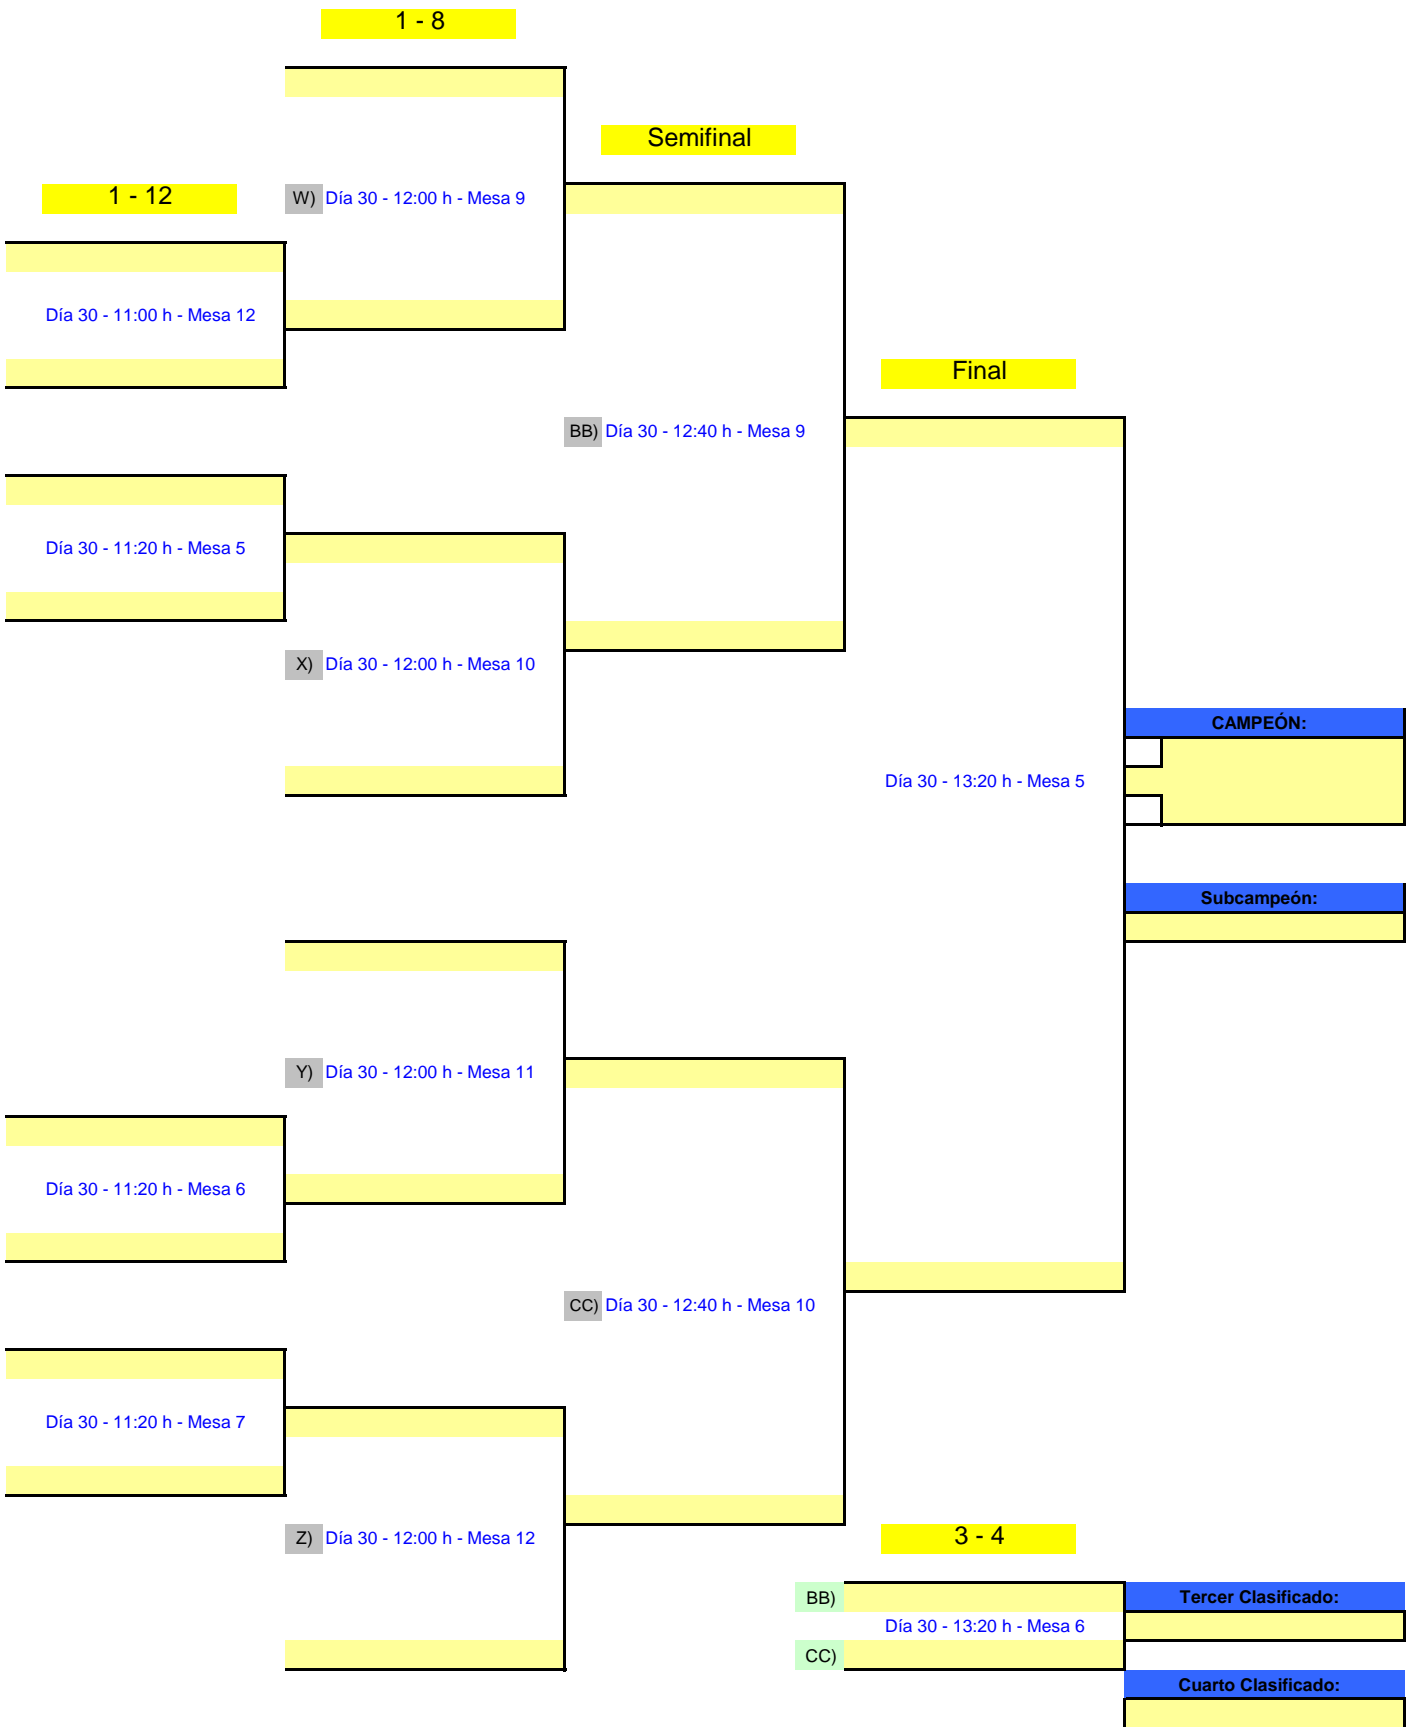 1 - 8
Semifinal
1 - 12
W) Día 30 - 12:00 h - Mesa 9
Día 30 - 11:00 h - Mesa 12
Final
BB) Día 30 - 12:40 h - Mesa 9
Día 30 - 11:20 h - Mesa 5
X) Día 30 - 12:00 h - Mesa 10
CAMPEÓN:
Día 30 - 13:20 h - Mesa 5
Subcampeón:
Y) Día 30 - 12:00 h - Mesa 11
Día 30 - 11:20 h - Mesa 6
CC) Día 30 - 12:40 h - Mesa 10
Día 30 - 11:20 h - Mesa 7
Z) Día 30 - 12:00 h - Mesa 12
3 - 4
BB)
Tercer Clasificado:
Día 30 - 13:20 h - Mesa 6
CC)
Cuarto Clasificado: